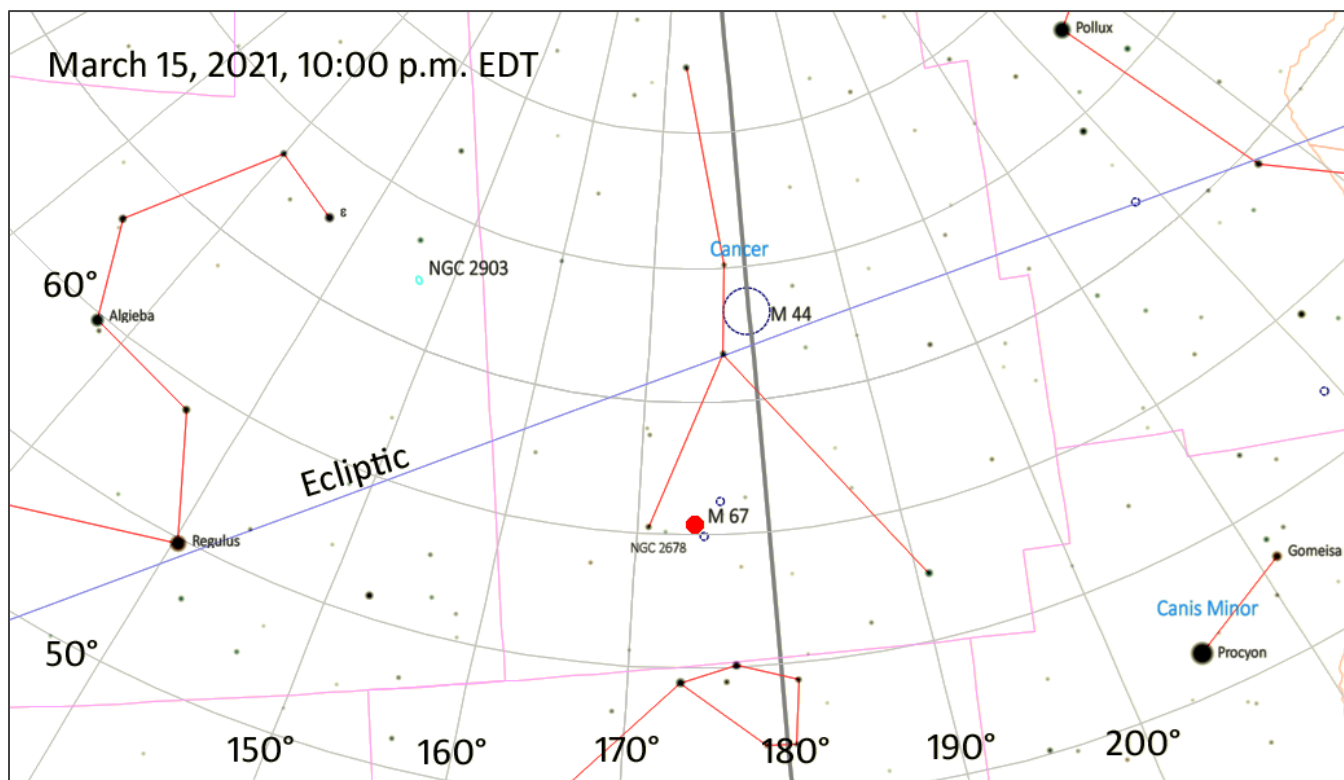 Pollux
March 15, 2021, 10:00 p.m. EDT
ε
Cancer
NGC 2903
60°
Algieba
M 44
Ecliptic
M 67
Regulus
NGC 2678
Gomeisa
Canis Minor
50°
Procyon
150°
160°
170°
180°
190°
200°